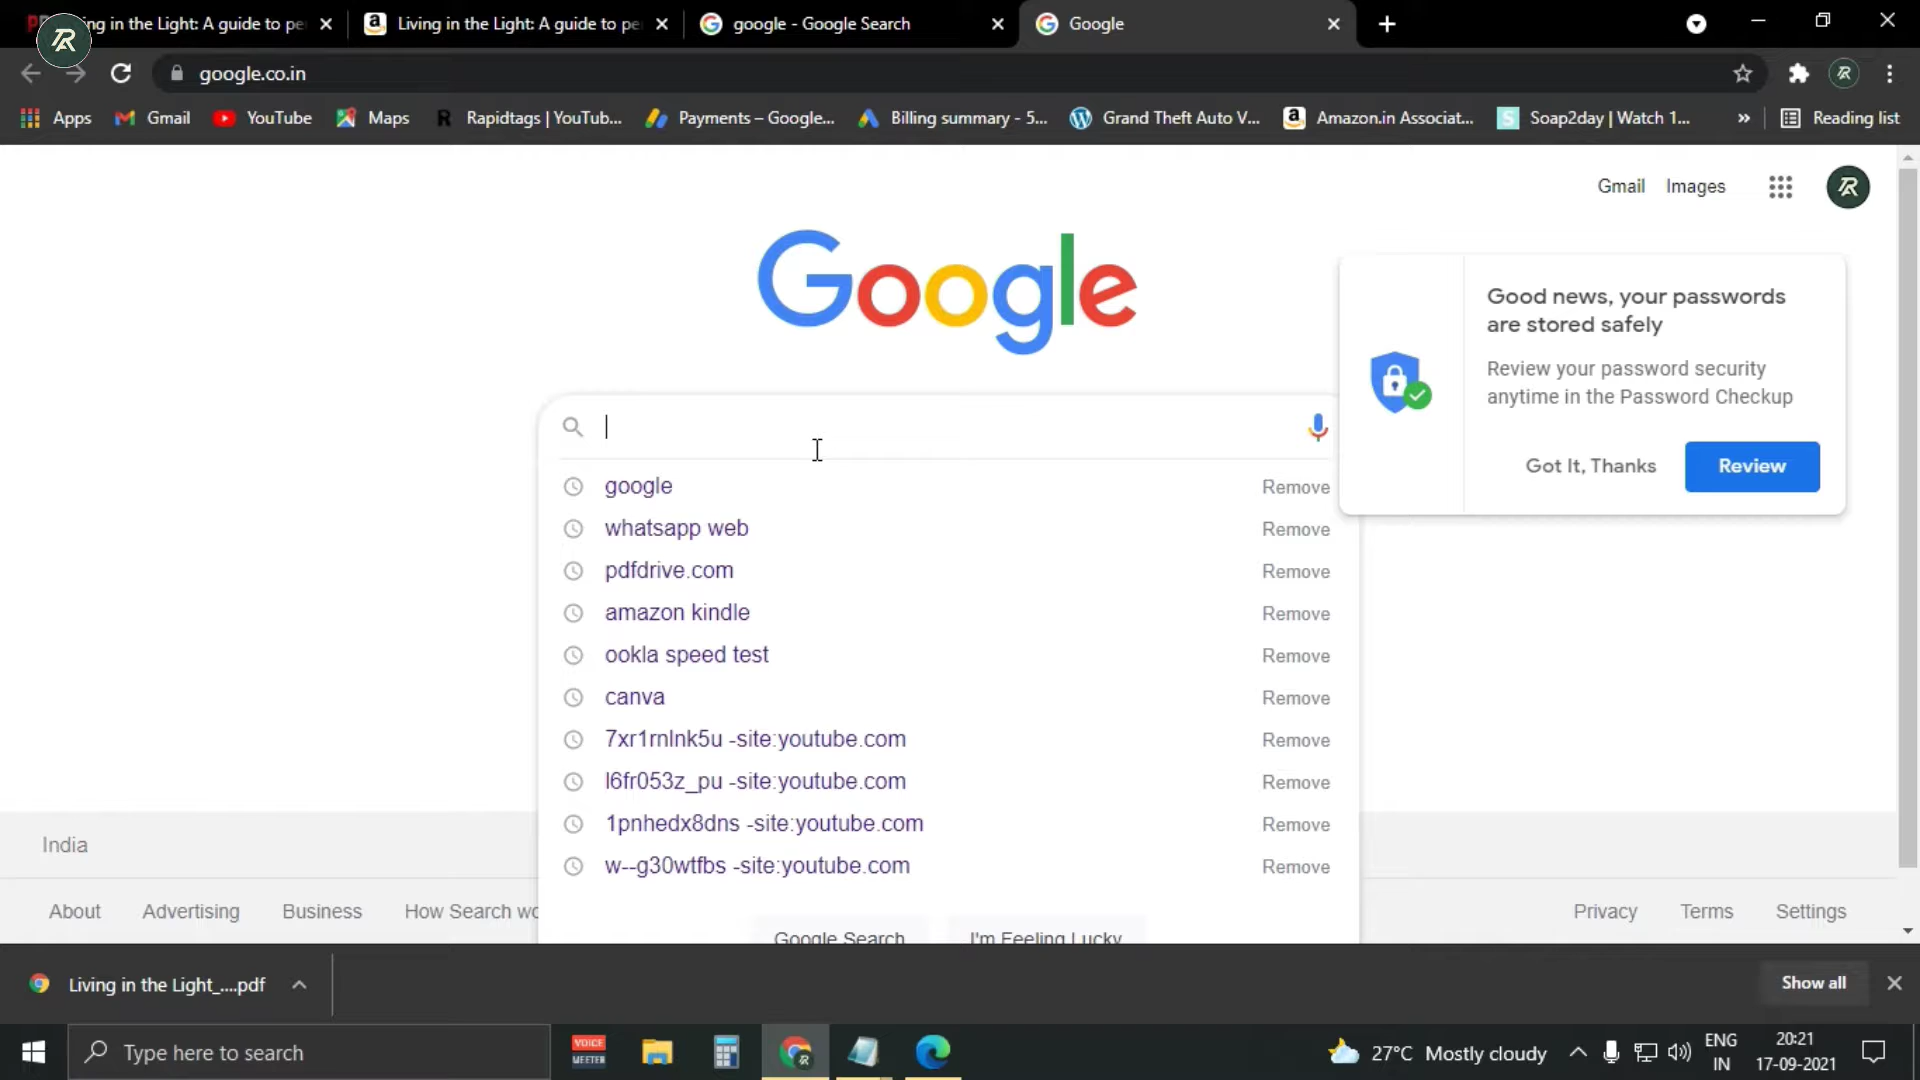 ing in the Light: A guide to pe
Living in the Light: A guide to pe
google - Google Search
Google
google.co.in
Apps
Gmail
YouTube
Maps
Rapidtags | YouTub...
Payments – Google...
Billing summary - 5...
Grand Theft Auto V...
Amazon.in Associat...
Soap2day | Watch 1...
»
Reading list
Gmail
Images
Google
Good news, your passwords
are stored safely
Review your password security
anytime in the Password Checkup
Got It, Thanks
Review
google
Remove
whatsapp web
Remove
pdfdrive.com
Remove
amazon kindle
Remove
ookla speed test
Remove
canva
Remove
7xr1rnlnk5u -site:youtube.com
Remove
l6fr053z_pu -site:youtube.com
Remove
1pnhedx8dns -site:youtube.com
Remove
w--g30wtfbs -site:youtube.com
Remove
India
About
Advertising
Business
How Search wo
Google Search
I'm Feeling Lucky
Privacy
Terms
Settings
Living in the Light_....pdf
Show all
Type here to search
VOICE
MEETER
27°C Mostly cloudy
ENG
IN
20:21
17-09-2021